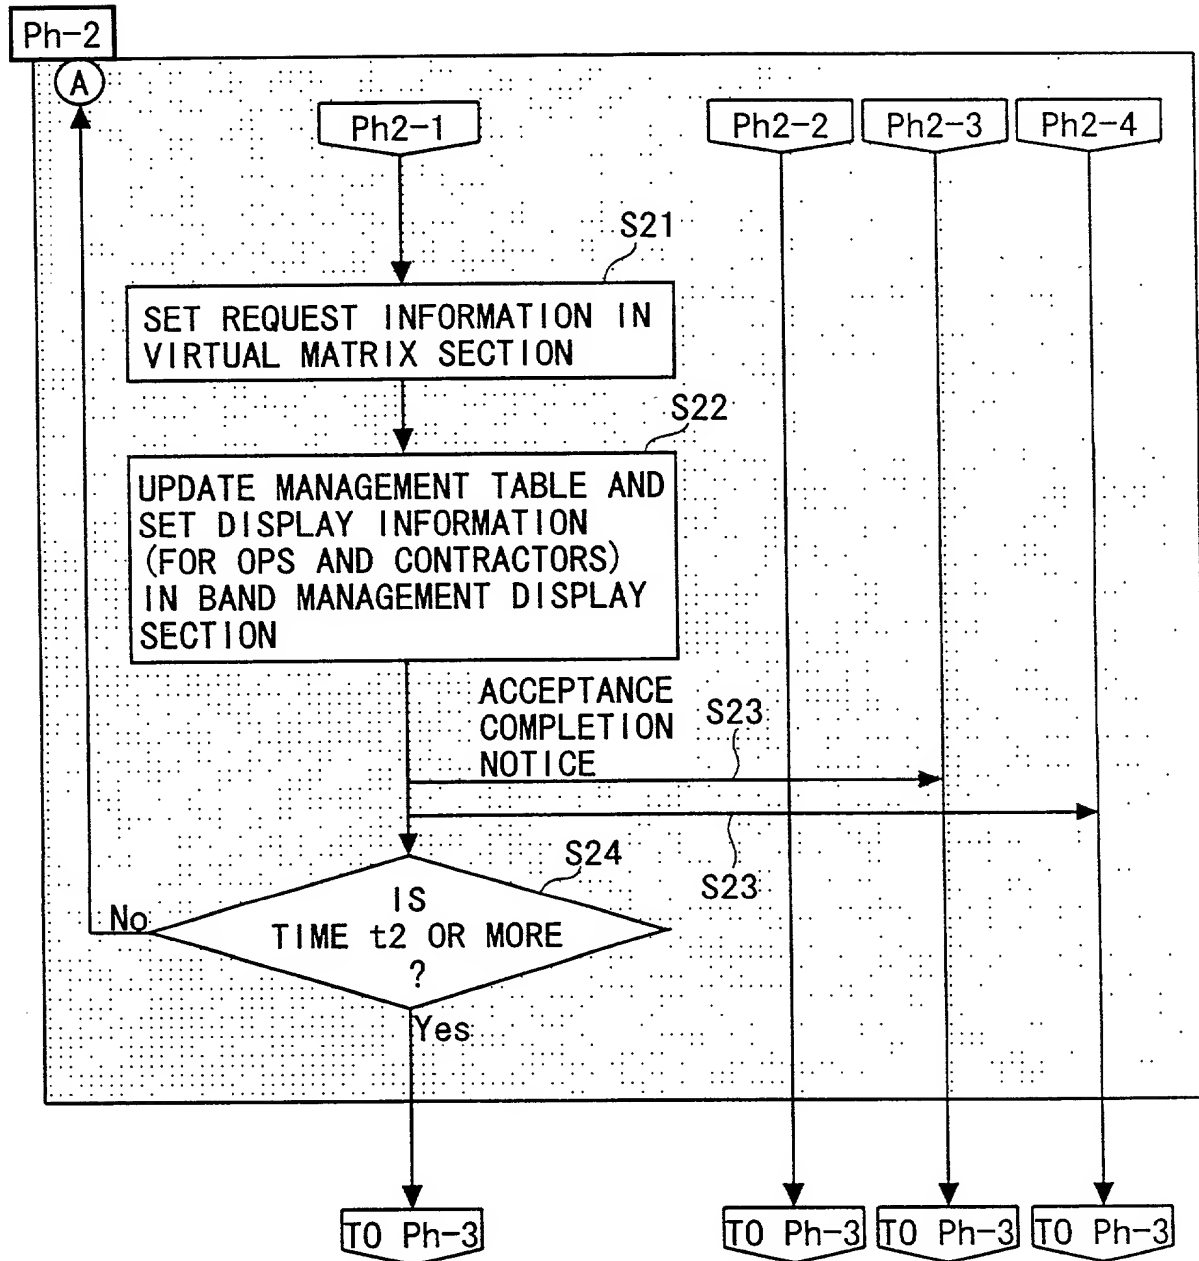 Ph-2
A
Ph2-1
Ph2-2
Ph2-3
Ph2-4
S21
SET REQUEST INFORMATION IN
VIRTUAL MATRIX SECTION
S22
UPDATE MANAGEMENT TABLE AND
SET DISPLAY INFORMATION
(FOR OPS AND CONTRACTORS)
IN BAND MANAGEMENT DISPLAY
SECTION
ACCEPTANCE
COMPLETION
NOTICE
S23
S23
S24
IS
TIME t2 OR MORE
?
No
Yes
TO Ph-3
TO Ph-3
TO Ph-3
TO Ph-3